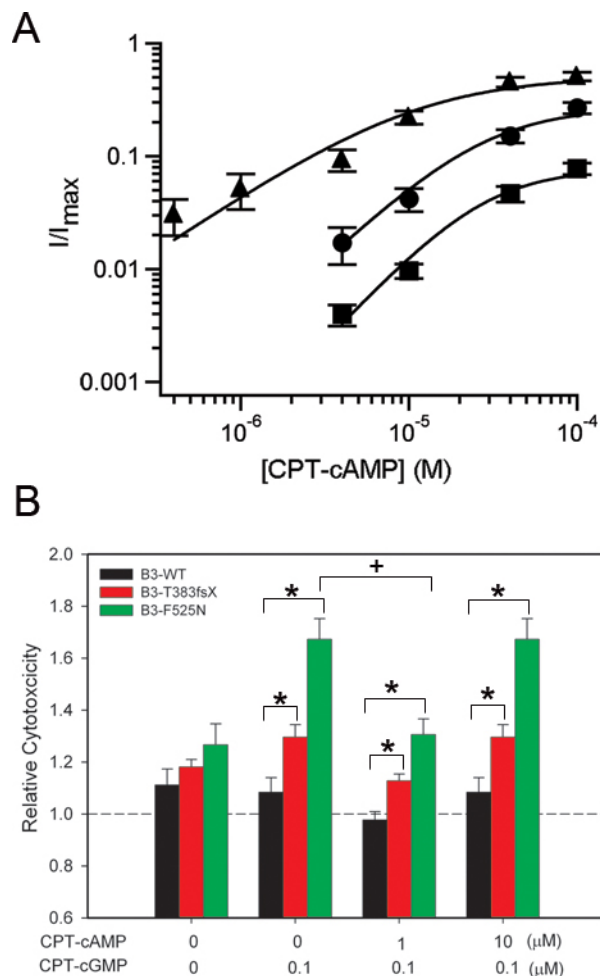 A
1
0.1
0.01
0.001
I/Imax
10-6
10-5
10-4
[CPT-cAMP] (M)
B
2.0
1.8
1.6
1.4
1.2
1.0
0.8
0.6
Relative Cytotoxcicity
B3-WT
B3-T383fsX
B3-F525N
* * + * * * *
CPT-cAMP 0 0 1 10 (μM)
CPT-cGMP 0 0.1 0.1 0.1 (μM)